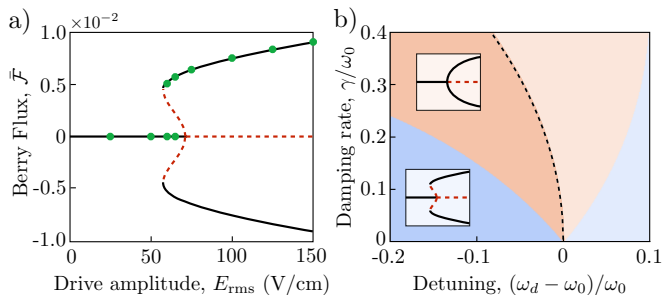 a)
×10⁻²
1.0
0.5
0
-0.5
-1.0
Berry Flux, ℱ̄
0 50 100 150
Drive amplitude, E_rms (V/cm)
b)
0.4
0.3
0.2
0.1
0
Damping rate, γ/ω₀
-0.2 -0.1 0 0.1
Detuning, (ω_d − ω₀)/ω₀